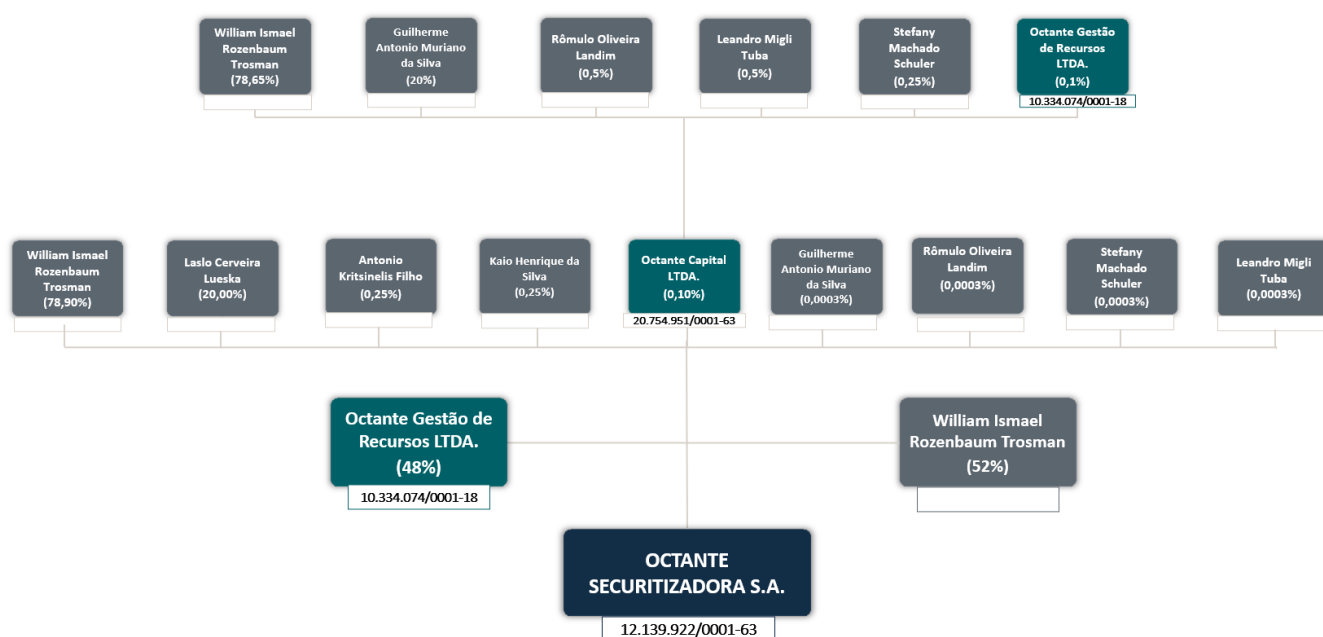 William Ismael
Rozenbaum
Trosman
(78,65%)
Guilherme
Antonio Muriano
da Silva
(20%)
Rômulo Oliveira
Landim
(0,5%)
Leandro Migli
Tuba
(0,5%)
Stefany
Machado
Schuler
(0,25%)
Octante Gestão
de Recursos
LTDA.
(0,1%)
10.334.074/0001-18
William Ismael
Rozenbaum
Trosman
(78,90%)
Laslo Cerveira
Lueska
(20,00%)
Antonio
Kritsinelis Filho
(0,25%)
Kaio Henrique da
Silva
(0,25%)
Octante Capital
LTDA.
(0,10%)
20.754.951/0001-63
Guilherme
Antonio Muriano
da Silva
(0,0003%)
Rômulo Oliveira
Landim
(0,0003%)
Stefany
Machado
Schuler
(0,0003%)
Leandro Migli
Tuba
(0,0003%)
Octante Gestão de
Recursos LTDA.
(48%)
10.334.074/0001-18
William Ismael
Rozenbaum Trosman
(52%)
OCTANTE
SECURITIZADORA S.A.
12.139.922/0001-63